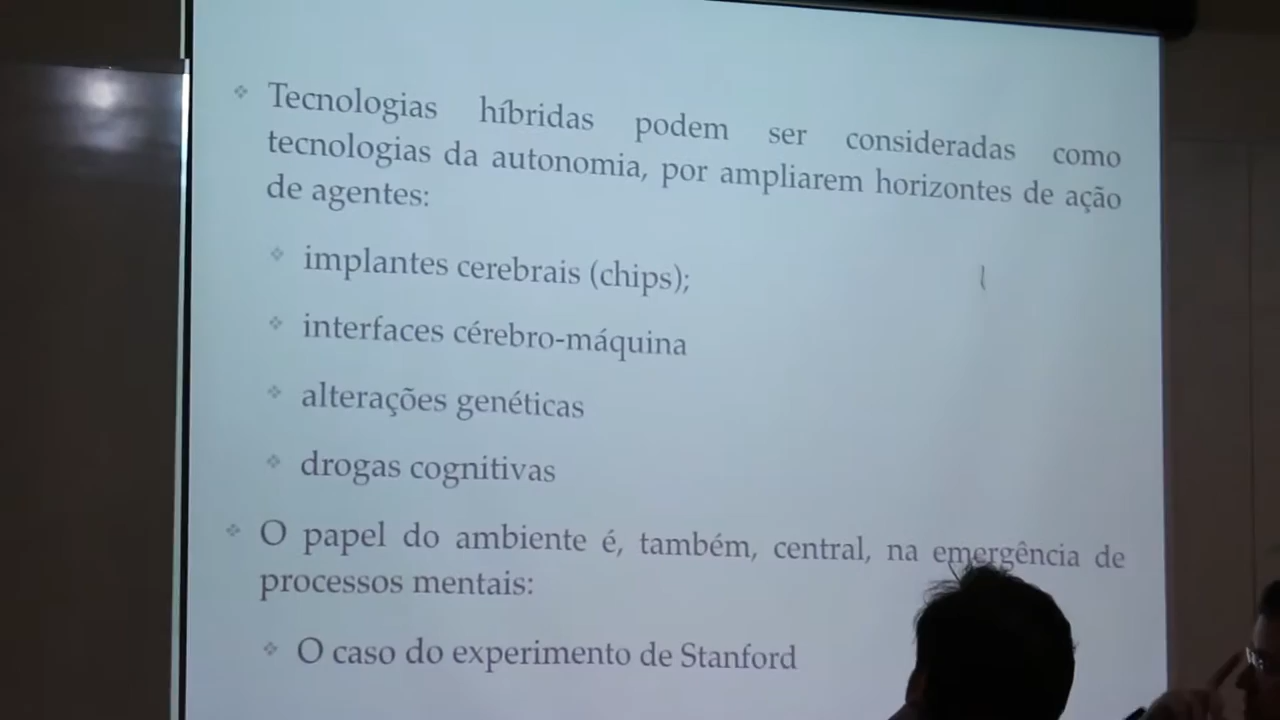 Tecnologias híbridas podem ser consideradas como
tecnologias da autonomia, por ampliarem horizontes de ação
de agentes:
implantes cerebrais (chips);
interfaces cérebro-máquina
alterações genéticas
drogas cognitivas
O papel do ambiente é, também, central, na emergência de
processos mentais:
O caso do experimento de Stanford